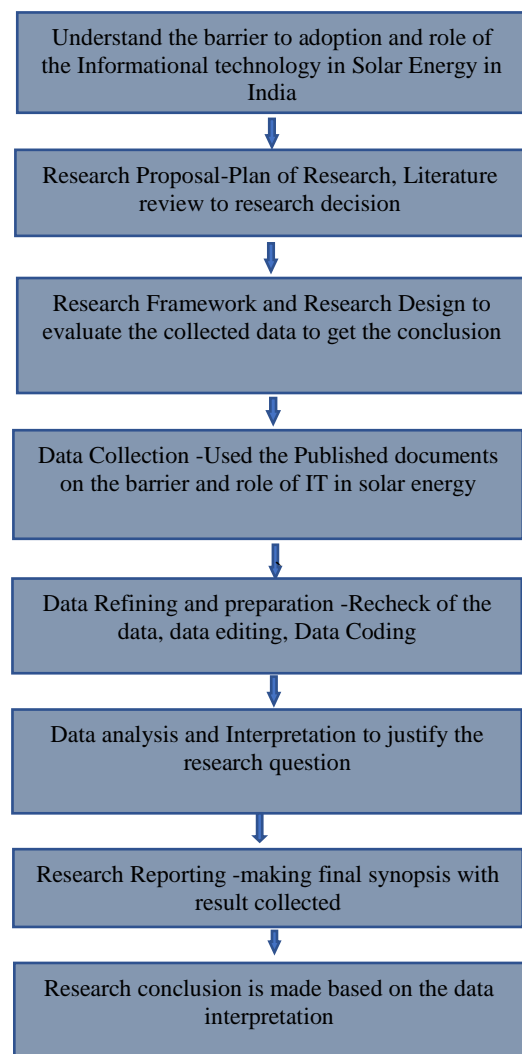 Understand the barrier to adoption and role of
the Informational technology in Solar Energy in
India
Research Proposal-Plan of Research, Literature
review to research decision
Research Framework and Research Design to
evaluate the collected data to get the conclusion
Data Collection -Used the Published documents
on the barrier and role of IT in solar energy
Data Refining and preparation -Recheck of the
data, data editing, Data Coding
Data analysis and Interpretation to justify the
research question
Research Reporting -making final synopsis with
result collected
Research conclusion is made based on the data
interpretation